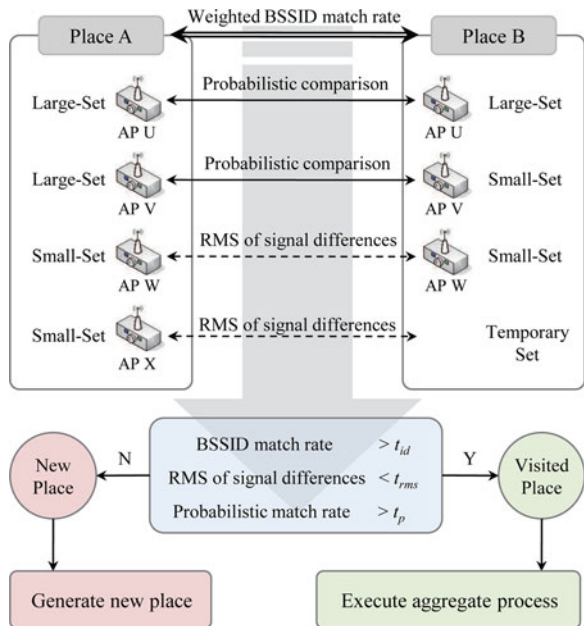 Weighted BSSID match rate
Place A
Place B
Probabilistic comparison
Large-Set
AP U
AP U
Large-Set
Probabilistic comparison
Large-Set
AP V
AP V
Small-Set
RMS of signal differences
Small-Set
AP W
AP W
Small-Set
RMS of signal differences
Small-Set
AP X
Temporary
Set
BSSID match rate > t_id
RMS of signal differences < t_rms
Probabilistic match rate > t_p
N
Y
New
Place
Visited
Place
Generate new place
Execute aggregate process